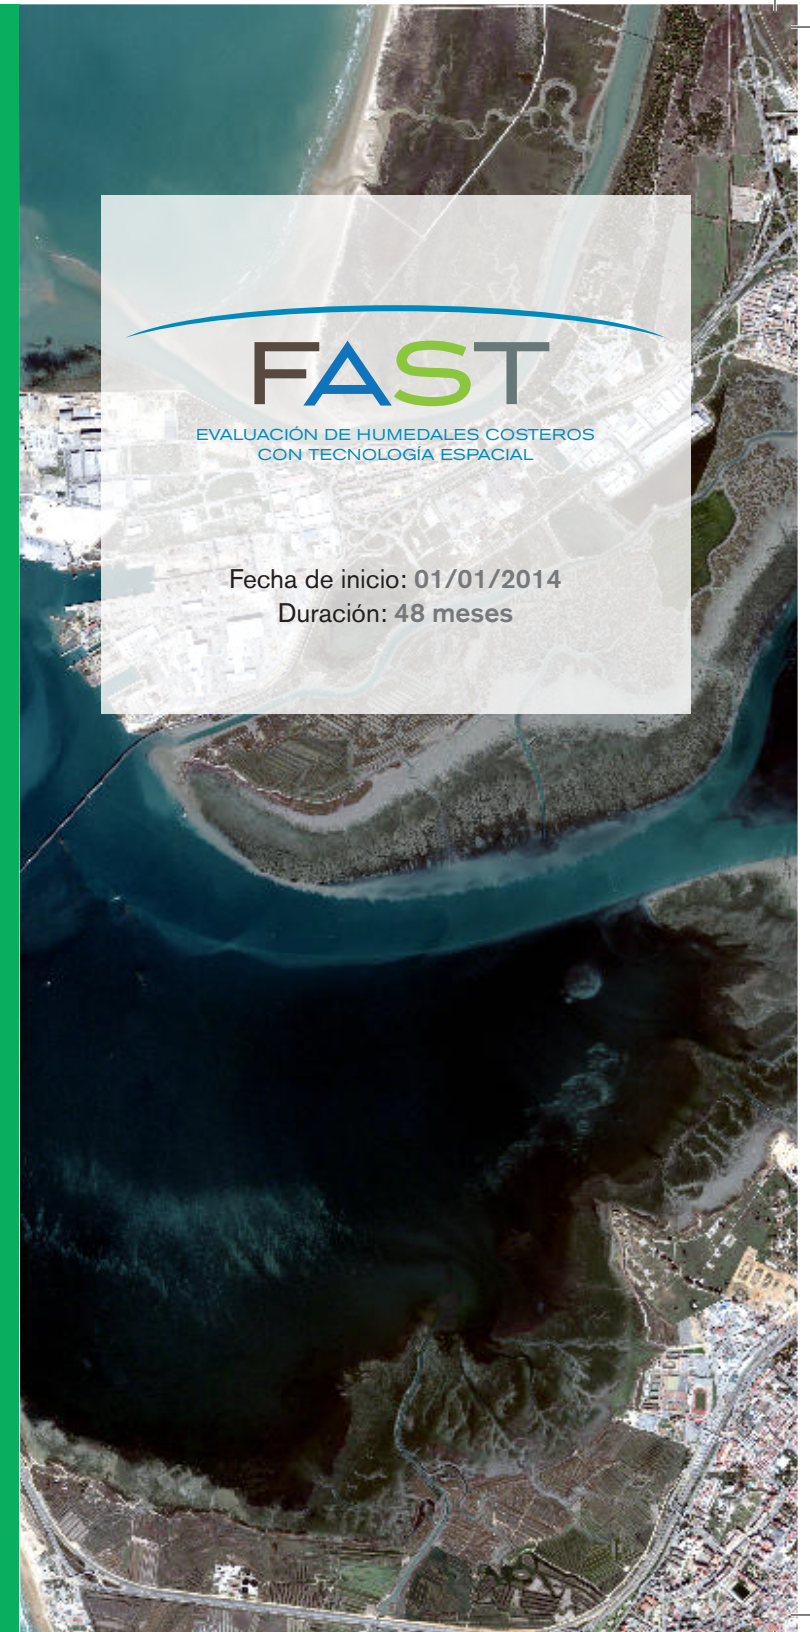 FAST
EVALUACIÓN DE HUMEDALES COSTEROS
CON TECNOLOGÍA ESPACIAL
Fecha de inicio: 01/01/2014
Duración: 48 meses